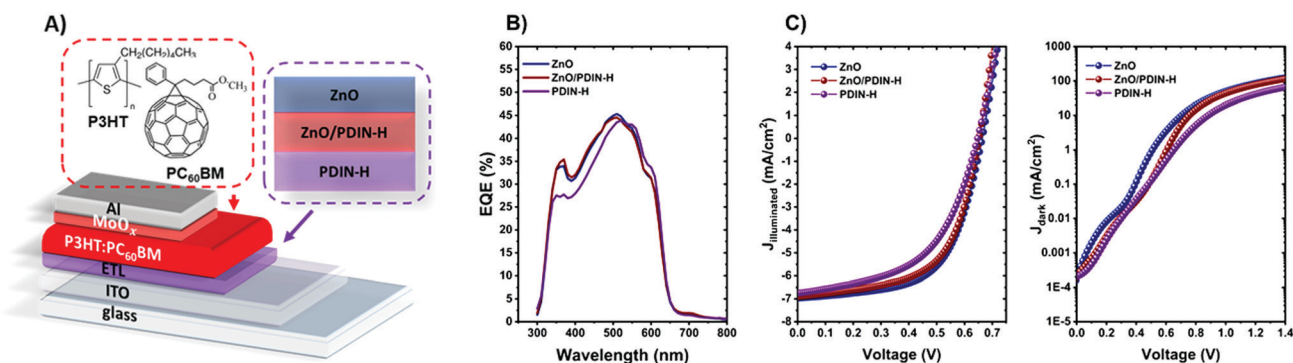 A)
CH₂(CH₂)₄CH₃
S
n
P3HT
O
O
CH₃
PC₆₀BM
ZnO
ZnO/PDIN-H
PDIN-H
Al
MoOₓ
P3HT:PC₆₀BM
ETL
ITO
glass
B)
60
55
50
45
40
35
30
25
20
15
10
5
0
EQE (%)
ZnO
ZnO/PDIN-H
PDIN-H
300 400 500 600 700 800
Wavelength (nm)
C)
4
3
2
1
0
-1
-2
-3
-4
-5
-6
-7
J_illuminated (mA/cm²)
ZnO
ZnO/PDIN-H
PDIN-H
0.0 0.1 0.2 0.3 0.4 0.5 0.6 0.7
Voltage (V)
1000
100
10
1
0.1
0.01
0.001
1E-4
1E-5
J_dark (mA/cm²)
ZnO
ZnO/PDIN-H
PDIN-H
0.0 0.2 0.4 0.6 0.8 1.0 1.2 1.4
Voltage (V)